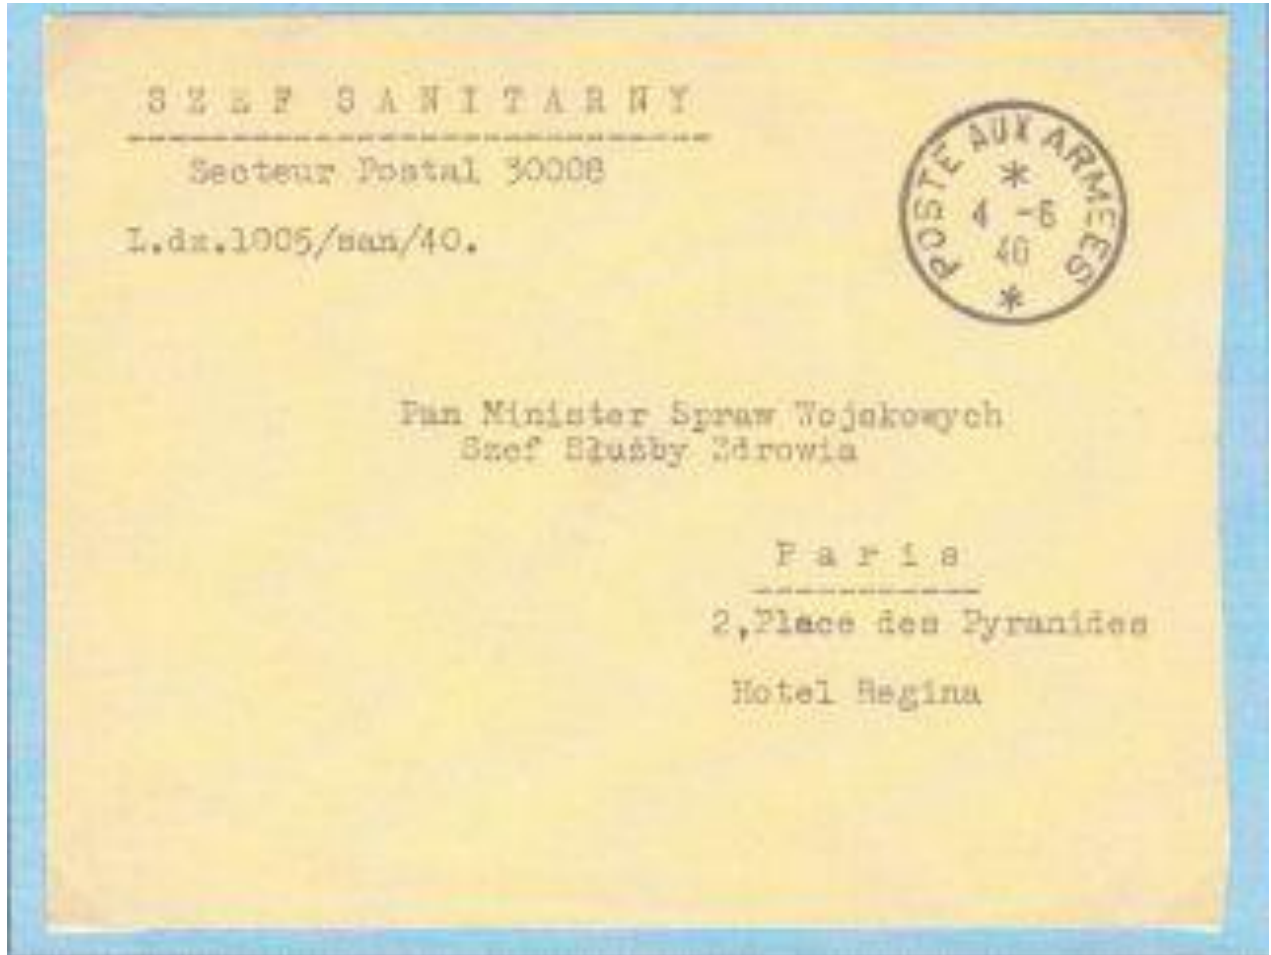 SZEF SANITARNY
Secteur Postal 30008
L.dz.1005/san/40.
POSTE AUX ARMEES
4 -6
40
Pan Minister Spraw Wojskowych
Szef Służby Zdrowia
Paris
2,Place des Pyranides
Hotel Regina